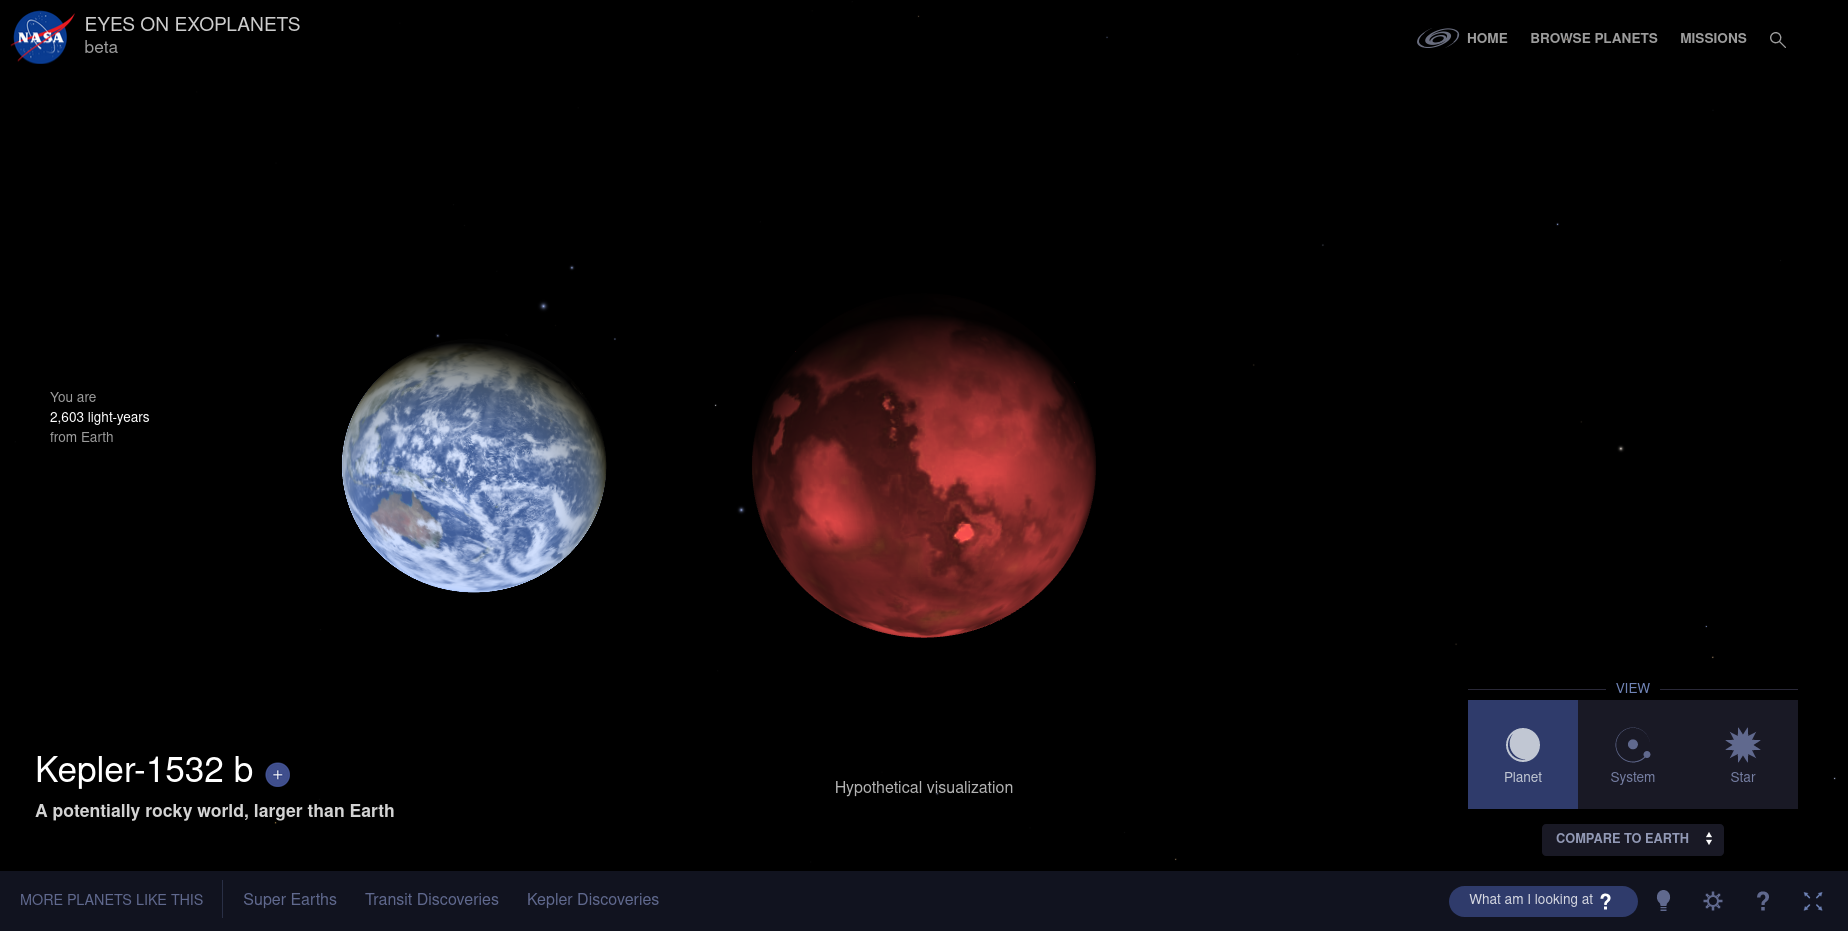 NASA
EYES ON EXOPLANETS
beta
HOME
BROWSE PLANETS
MISSIONS
You are
2,603 light-years
from Earth
Kepler-1532 b +
A potentially rocky world, larger than Earth
Hypothetical visualization
VIEW
Planet
System
Star
COMPARE TO EARTH
MORE PLANETS LIKE THIS
Super Earths
Transit Discoveries
Kepler Discoveries
What am I looking at ?
?